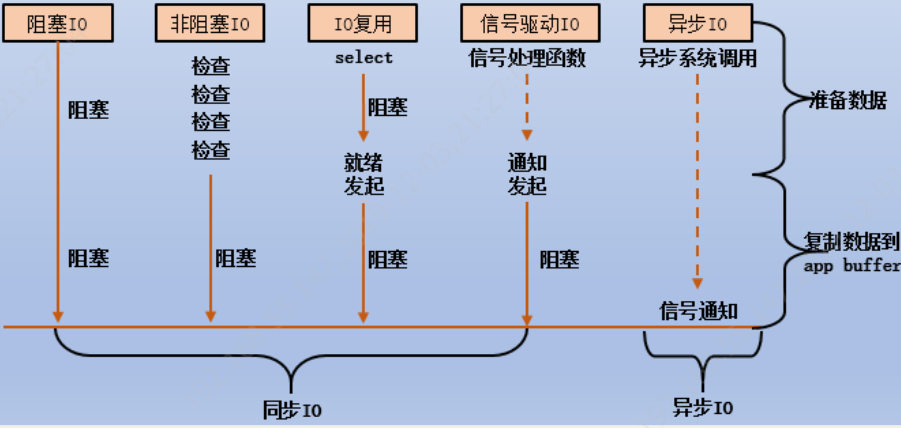 阻塞IO
非阻塞IO
IO复用
信号驱动IO
异步IO
select
信号处理函数
异步系统调用
检查
检查
检查
检查
阻塞
阻塞
准备数据
就绪
发起
通知
发起
阻塞
阻塞
阻塞
阻塞
复制数据到
app buffer
信号通知
同步IO
异步IO